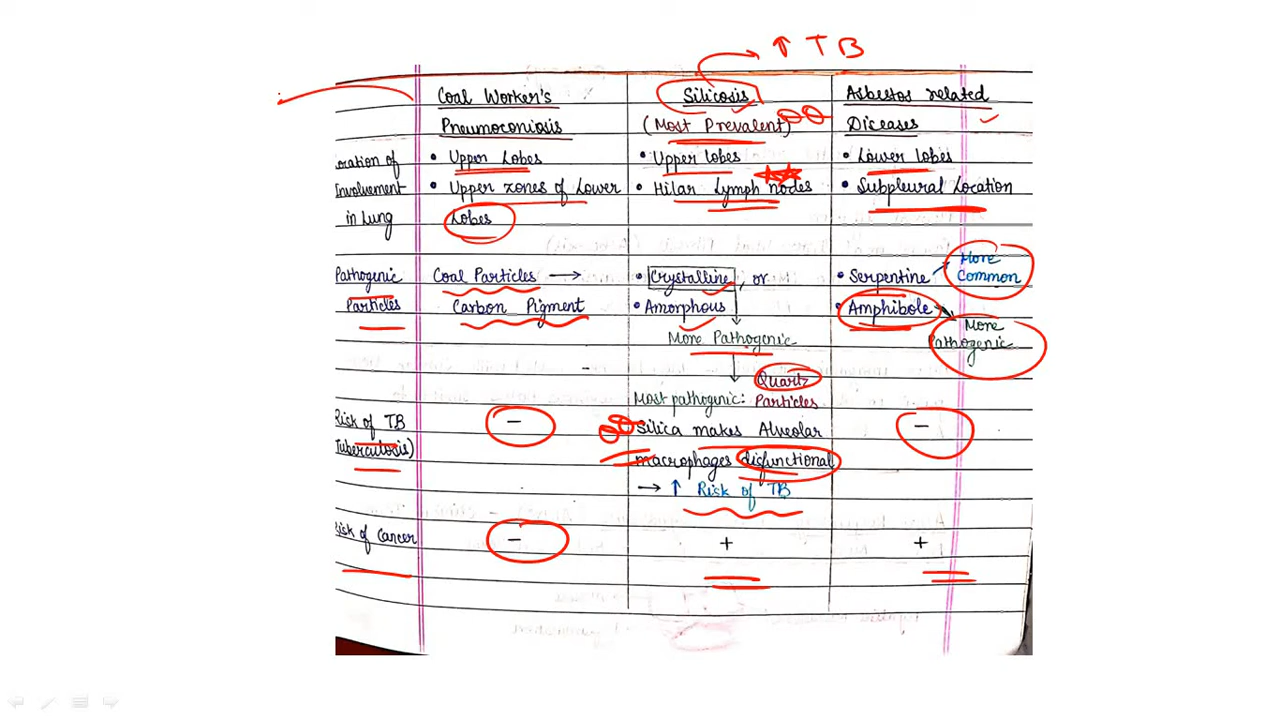 ↑ TB
Coal Worker's Pneumoconiosis
Silicosis
(Most Prevalent)
Asbestos related Diseases
Involvement
in Lung
• Upper Lobes
• Upper zones of Lower
Lobes
• Upper lobes
• Hilar Lymph nodes
• Lower lobes
• Subpleural Location
Pathogenic
Particles
Coal Particles →
Carbon Pigment
• Crystalline, or
• Amorphous
More Pathogenic
Quartz
Most pathogenic: Particles
• Serpentine
More
Common
• Amphibole
More
Pathogenic
Risk of TB
Tuberculosis)
-
Silica makes Alveolar
macrophages disfunctional
→ ↑ Risk of TB
-
Risk of Cancer
-
+
+